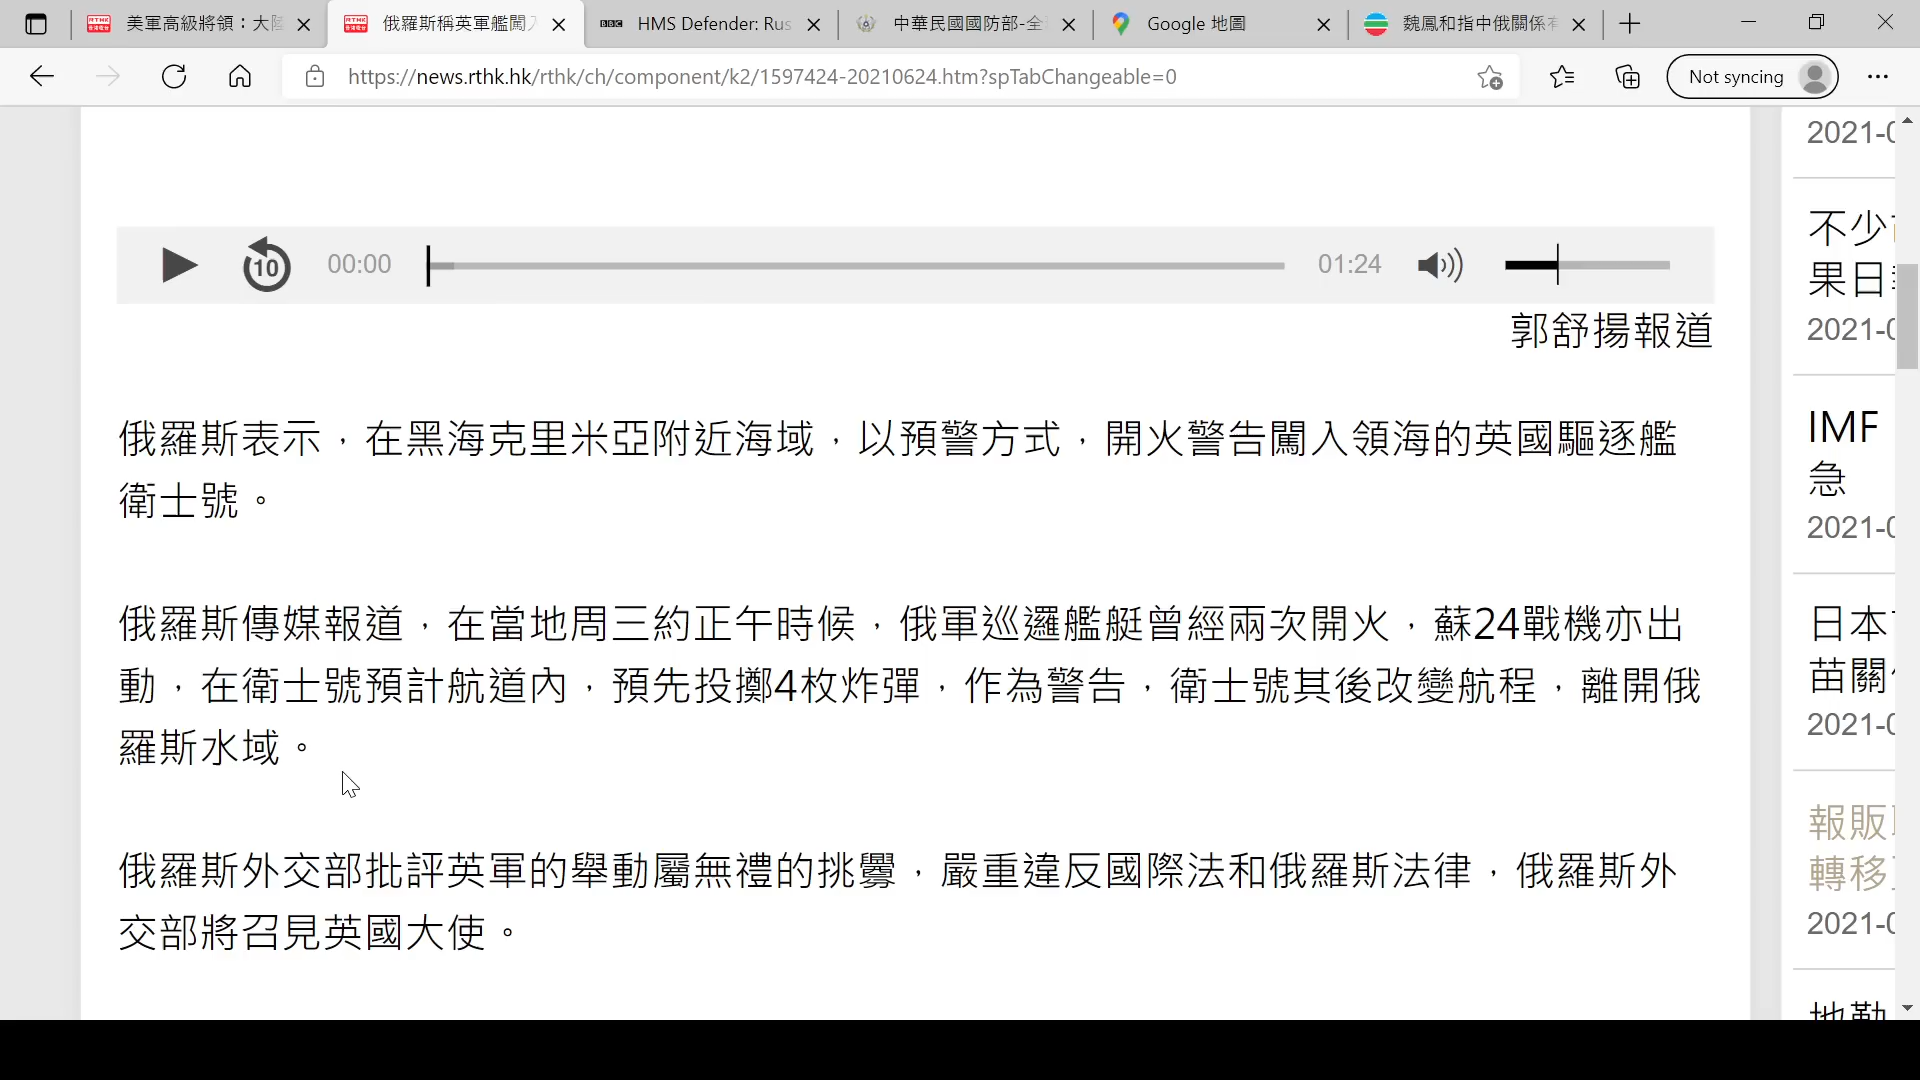 美軍高級將領：大陸
俄羅斯稱英軍艦闖入
HMS Defender: Rus
中華民國國防部-全
Google 地圖
魏鳳和指中俄關係
https://news.rthk.hk/rthk/ch/component/k2/1597424-20210624.htm?spTabChangeable=0
Not syncing
10
00:00
01:24
郭舒揚報道
俄羅斯表示，在黑海克里米亞附近海域，以預警方式，開火警告闖入領海的英國驅逐艦
衛士號。
俄羅斯傳媒報道，在當地周三約正午時候，俄軍巡邏艦艇曾經兩次開火，蘇24戰機亦出
動，在衛士號預計航道內，預先投擲4枚炸彈，作為警告，衛士號其後改變航程，離開俄
羅斯水域。
俄羅斯外交部批評英軍的舉動屬無禮的挑釁，嚴重違反國際法和俄羅斯法律，俄羅斯外
交部將召見英國大使。
2021-0
不少
果日
2021-0
IMF
急
2021-0
日本
苗關
2021-0
報販
轉移
2021-0
地勤